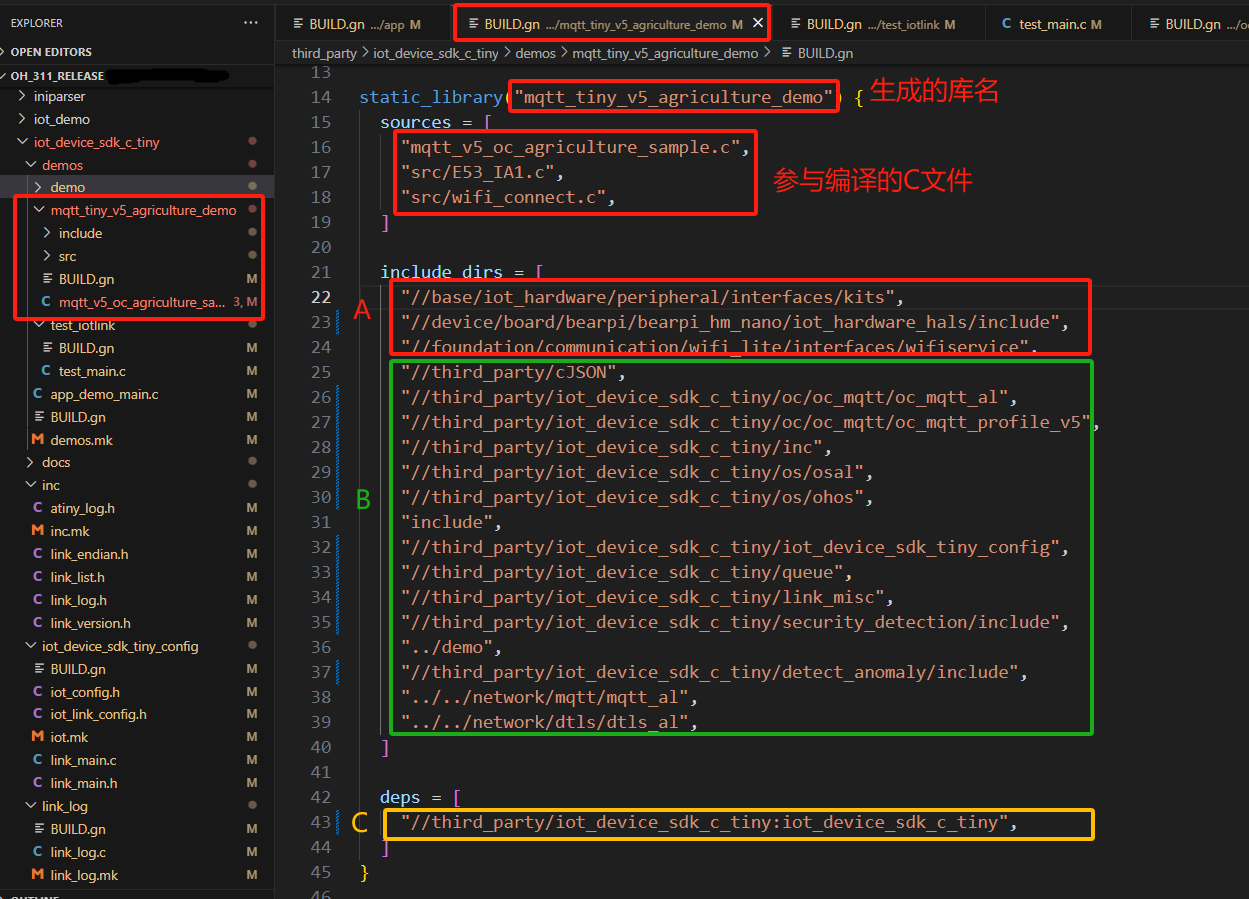 EXPLORER ···
OPEN EDITORS
OH_311_RELEASE
iniparser
iot_demo
iot_device_sdk_c_tiny
demos
demo
mqtt_tiny_v5_agriculture_demo
include
src
BUILD.gn M
C mqtt_v5_oc_agriculture_sa... 3, M
test_iotlink
BUILD.gn M
C test_main.c M
C app_demo_main.c M
BUILD.gn M
M demos.mk M
docs
inc
C atiny_log.h M
M inc.mk M
C link_endian.h M
C link_list.h M
C link_log.h M
C link_version.h M
iot_device_sdk_tiny_config
BUILD.gn M
C iot_config.h M
C iot_link_config.h M
M iot.mk M
C link_main.c M
C link_main.h M
link_log
BUILD.gn M
C link_log.c M
M link_log.mk M
OUTLINE
BUILD.gn .../app M
BUILD.gn .../mqtt_tiny_v5_agriculture_demo M ×
BUILD.gn .../test_iotlink M
C test_main.c M
BUILD.gn
third_party > iot_device_sdk_c_tiny > demos > mqtt_tiny_v5_agriculture_demo > BUILD.gn
13
14 static_library("mqtt_tiny_v5_agriculture_demo") { 生成的库名
15 sources = [
16 "mqtt_v5_oc_agriculture_sample.c",
17 "src/E53_IA1.c", 参与编译的C文件
18 "src/wifi_connect.c",
19 ]
20
21 include_dirs = [
22 "//base/iot_hardware/peripheral/interfaces/kits",
A
23 "//device/board/bearpi/bearpi_hm_nano/iot_hardware_hals/include",
24 "//foundation/communication/wifi_lite/interfaces/wifiservice",
25 "//third_party/cJSON",
26 "//third_party/iot_device_sdk_c_tiny/oc/oc_mqtt/oc_mqtt_al",
27 "//third_party/iot_device_sdk_c_tiny/oc/oc_mqtt/oc_mqtt_profile_v5",
28 "//third_party/iot_device_sdk_c_tiny/inc",
29 "//third_party/iot_device_sdk_c_tiny/os/osal",
30 B "//third_party/iot_device_sdk_c_tiny/os/ohos",
31 "include",
32 "//third_party/iot_device_sdk_c_tiny/iot_device_sdk_tiny_config",
33 "//third_party/iot_device_sdk_c_tiny/queue",
34 "//third_party/iot_device_sdk_c_tiny/link_misc",
35 "//third_party/iot_device_sdk_c_tiny/security_detection/include",
36 "../demo",
37 "//third_party/iot_device_sdk_c_tiny/detect_anomaly/include",
38 "../../network/mqtt/mqtt_al",
39 "../../network/dtls/dtls_al",
40 ]
41
42 deps = [
43 C "//third_party/iot_device_sdk_c_tiny:iot_device_sdk_c_tiny",
44 ]
45 }
46